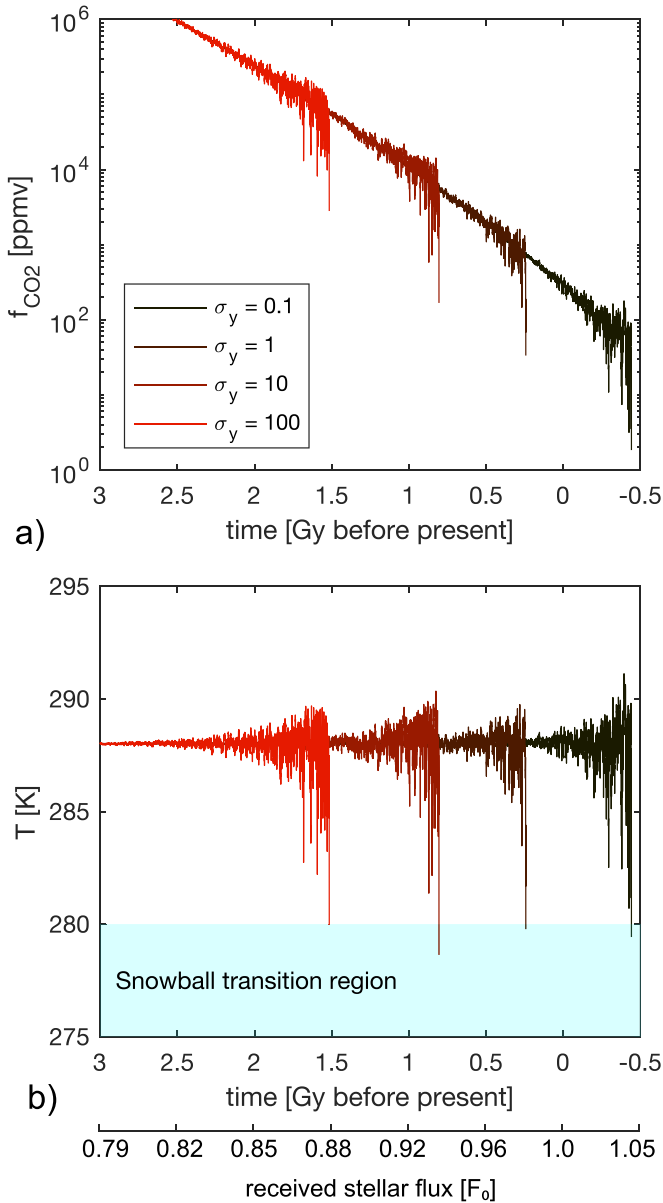 10^6
10^4
10^2
10^0
f_CO2 [ppmv]
σ_y = 0.1
σ_y = 1
σ_y = 10
σ_y = 100
3 2.5 2 1.5 1 0.5 0 -0.5
time [Gy before present]
a)
295
290
285
280
275
T [K]
Snowball transition region
3 2.5 2 1.5 1 0.5 0 -0.5
time [Gy before present]
b)
0.79 0.82 0.85 0.88 0.92 0.96 1.0 1.05
received stellar flux [F₀]